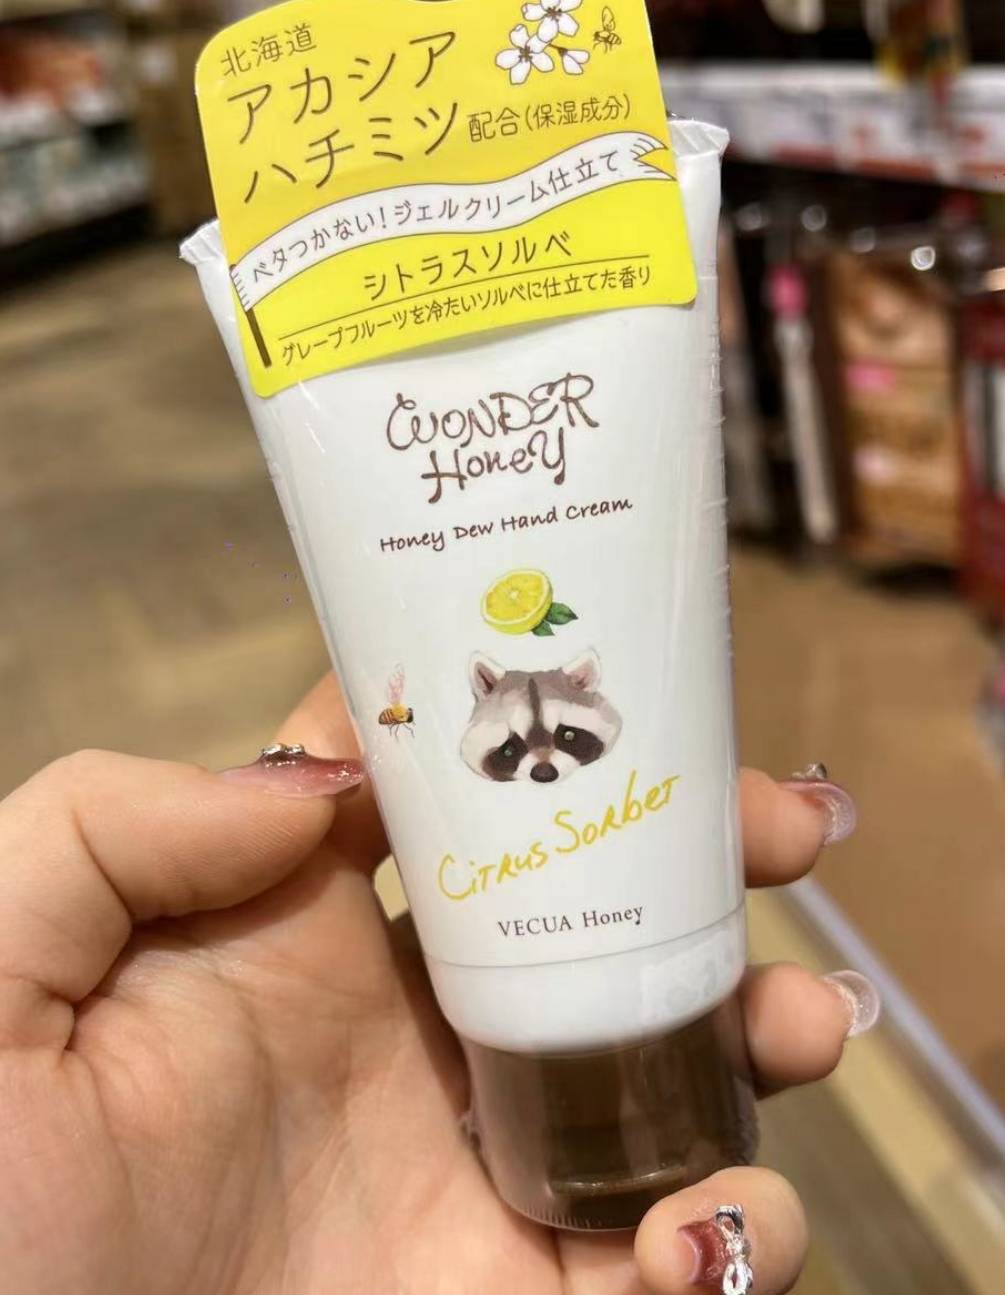 北海道
アカシア
ハチミツ配合(保湿成分)
ベタつかない!ジェルクリーム仕立て
シトラスソルベ
グレープフルーツを冷たいソルベに仕立てた香り
WONDER
HoneY
Honey Dew Hand Cream
CiTRUS SORbeT
VECUA Honey